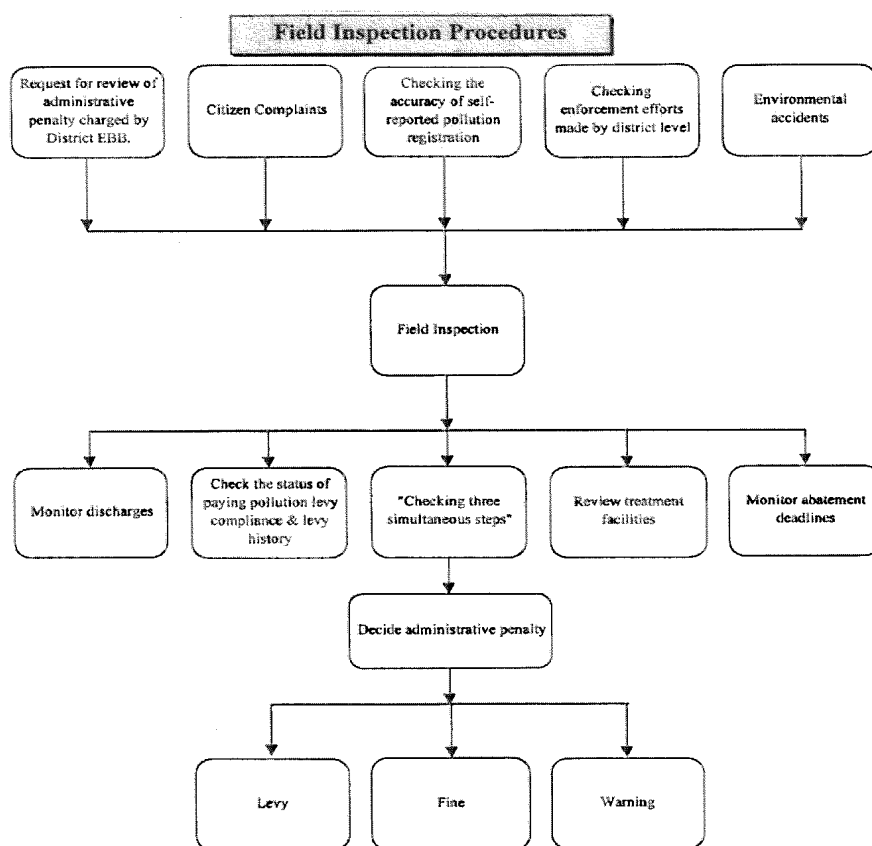 Field Inspection Procedures
Request for review of
administrative
penalty charged by
District EBB.
Citizen Complaints
Checking the
accuracy of self-
reported pollution
registration
Checking
enforcement efforts
made by district level
Environmental
accidents
Field Inspection
Monitor discharges
Check the status of
paying pollution levy
compliance & levy
history
"Checking three
simultaneous steps"
Review treatment
facilities
Monitor abatement
deadlines
Decide administrative penalty
Levy
Fine
Warning